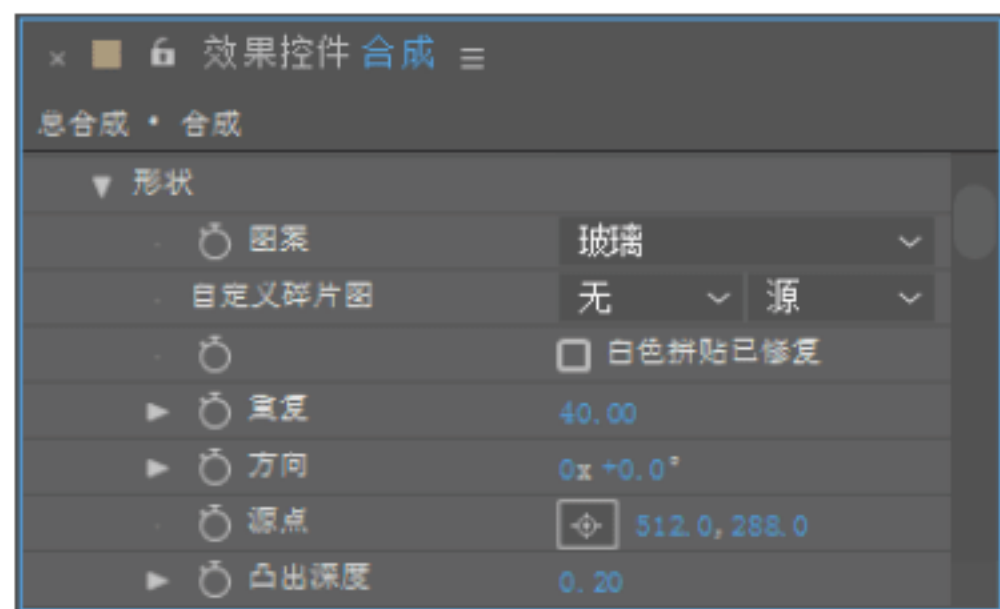 效果控件 合成
总合成 • 合成
形状
图案 玻璃
自定义碎片图 无 源
白色拼贴已修复
重复 40.00
方向 0x +0.0°
源点 512.0, 288.0
凸出深度 0.20